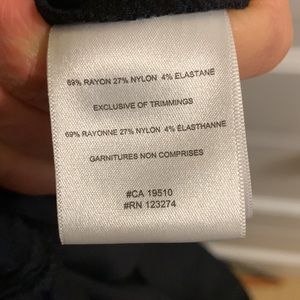 69% RAYON 27% NYLON 4% ELASTANE
EXCLUSIVE OF TRIMMINGS
69% RAYONNE 27% NYLON 4% ÉLASTHANNE
GARNITURES NON COMPRISES
#CA 19510
#RN 123274